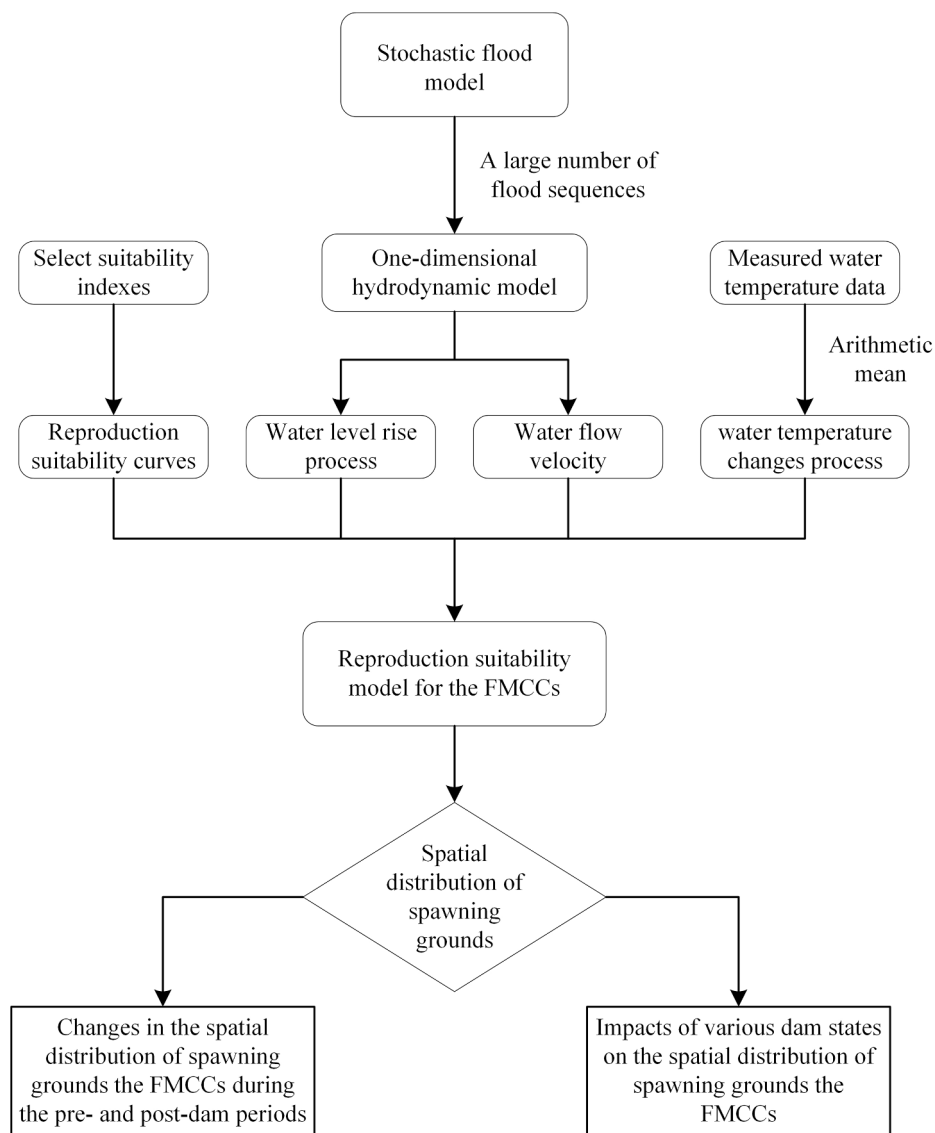 Stochastic flood
model
A large number of
flood sequences
Select suitability
indexes
One-dimensional
hydrodynamic model
Measured water
temperature data
Arithmetic
mean
Reproduction
suitability curves
Water level rise
process
Water flow
velocity
water temperature
changes process
Reproduction suitability
model for the FMCCs
Spatial
distribution of
spawning
grounds
Changes in the spatial
distribution of spawning
grounds the FMCCs during
the pre- and post-dam periods
Impacts of various dam states
on the spatial distribution of
spawning grounds the
FMCCs